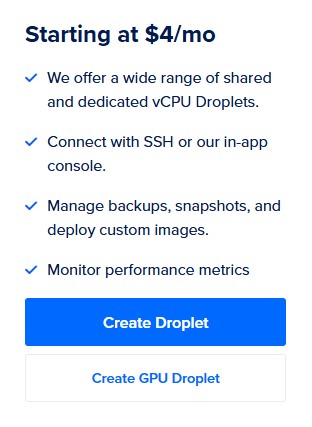 Starting at $4/mo
We offer a wide range of shared
and dedicated vCPU Droplets.
Connect with SSH or our in-app
console.
Manage backups, snapshots, and
deploy custom images.
Monitor performance metrics
Create Droplet
Create GPU Droplet